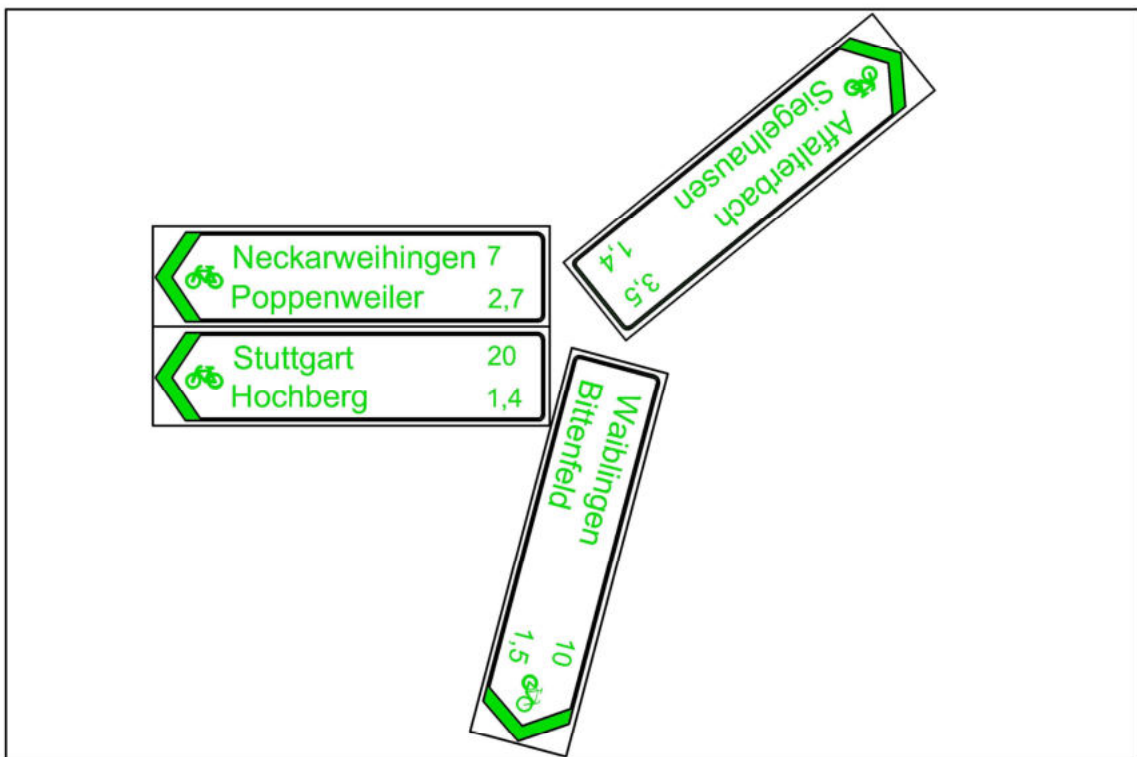 Neckarweihingen 7
Poppenweiler 2,7
Stuttgart 20
Hochberg 1,4
Affalterbach 3,5
Siegelhausen 1,4
Waiblingen 10
Bittenfeld 1,5